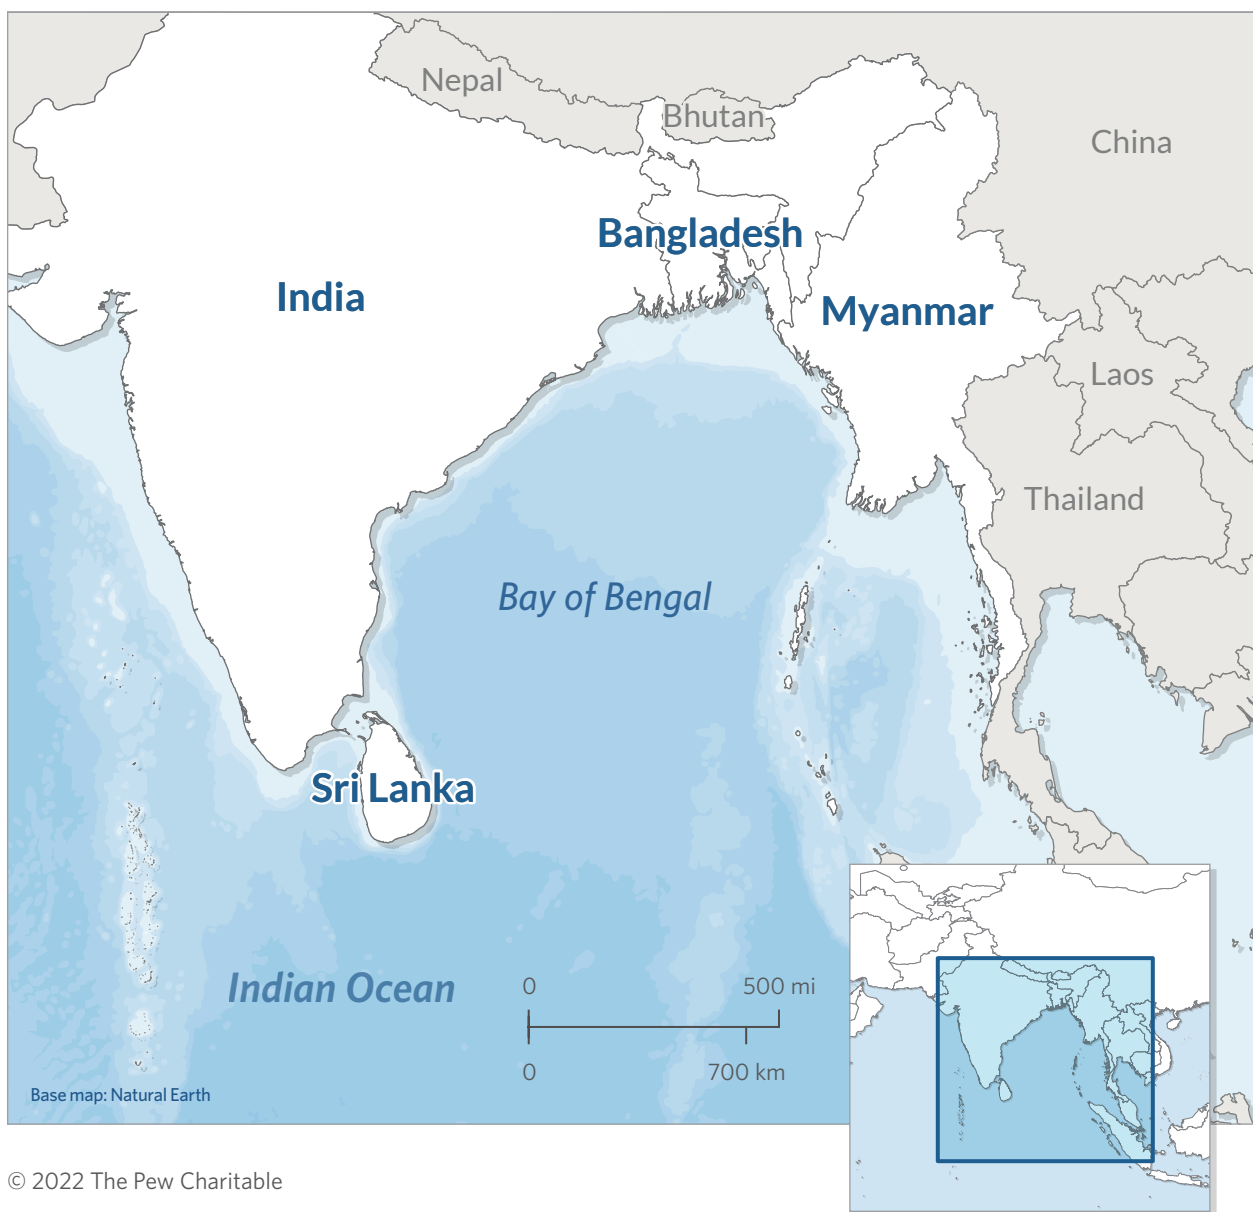 Nepal
Bhutan
China
Bangladesh
India
Myanmar
Laos
Thailand
Bay of Bengal
Sri Lanka
Indian Ocean
0 500 mi
0 700 km
Base map: Natural Earth
© 2022 The Pew Charitable